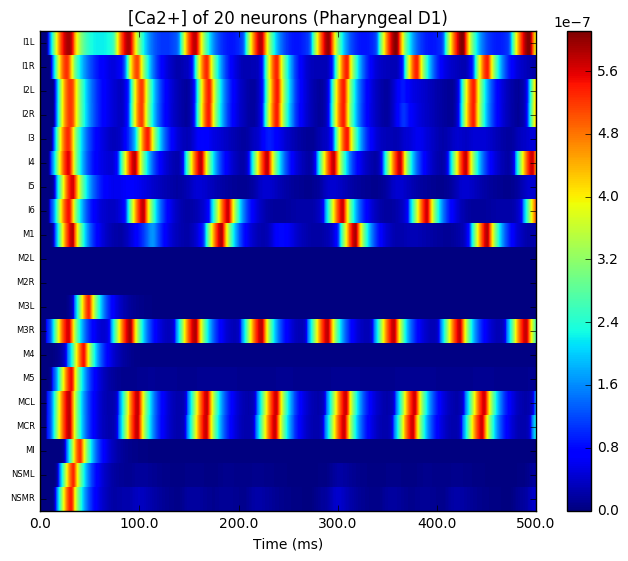 [Ca2+] of 20 neurons (Pharyngeal D1)
1e−7
I1L
I1R
I2L
I2R
I3
I4
I5
I6
M1
M2L
M2R
M3L
M3R
M4
M5
MCL
MCR
MI
NSML
NSMR
0.0 100.0 200.0 300.0 400.0 500.0
Time (ms)
5.6
4.8
4.0
3.2
2.4
1.6
0.8
0.0